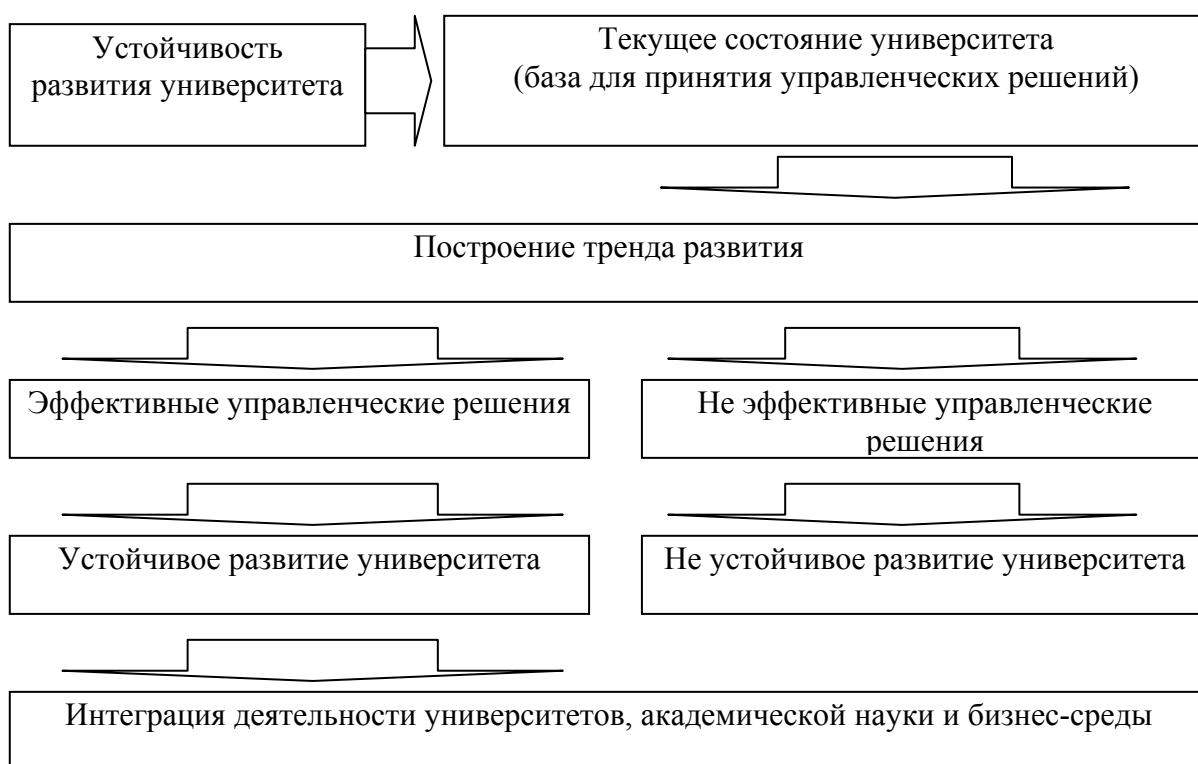 Устойчивость
развития университета
Текущее состояние университета
(база для принятия управленческих решений)
Построение тренда развития
Эффективные управленческие решения
Не эффективные управленческие
решения
Устойчивое развитие университета
Не устойчивое развитие университета
Интеграция деятельности университетов, академической науки и бизнес-среды